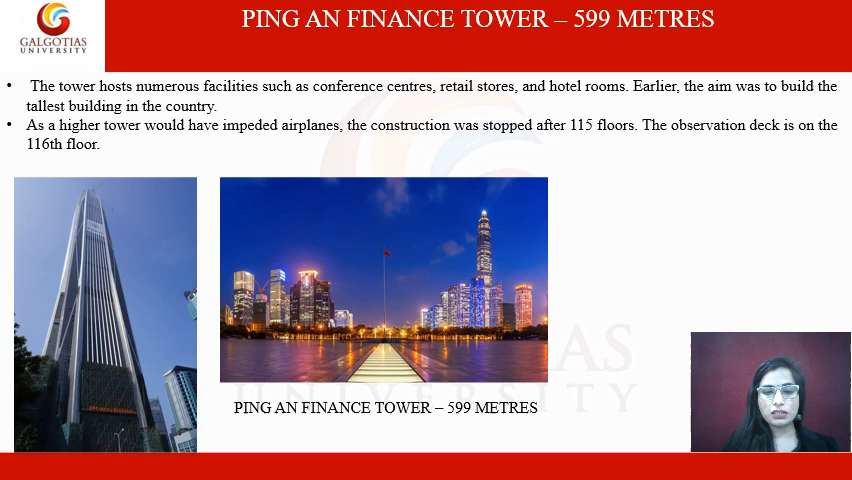 GALGOTIAS
UNIVERSITY
PING AN FINANCE TOWER – 599 METRES
• The tower hosts numerous facilities such as conference centres, retail stores, and hotel rooms. Earlier, the aim was to build the
tallest building in the country.
• As a higher tower would have impeded airplanes, the construction was stopped after 115 floors. The observation deck is on the
116th floor.
PING AN FINANCE TOWER – 599 METRES